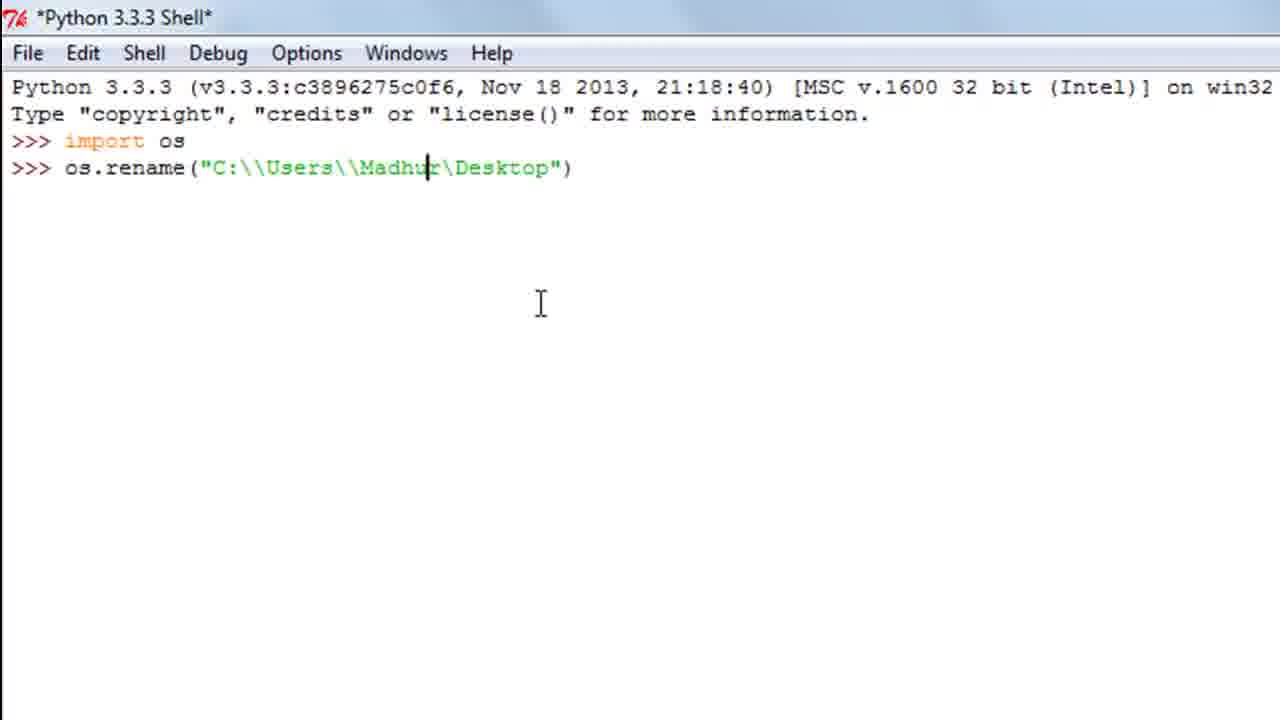 *Python 3.3.3 Shell*
File Edit Shell Debug Options Windows Help
Python 3.3.3 (v3.3.3:c3896275c0f6, Nov 18 2013, 21:18:40) [MSC v.1600 32 bit (Intel)] on win32
Type "copyright", "credits" or "license()" for more information.
>>> import os
>>> os.rename("C:\\Users\\Madhur\Desktop")